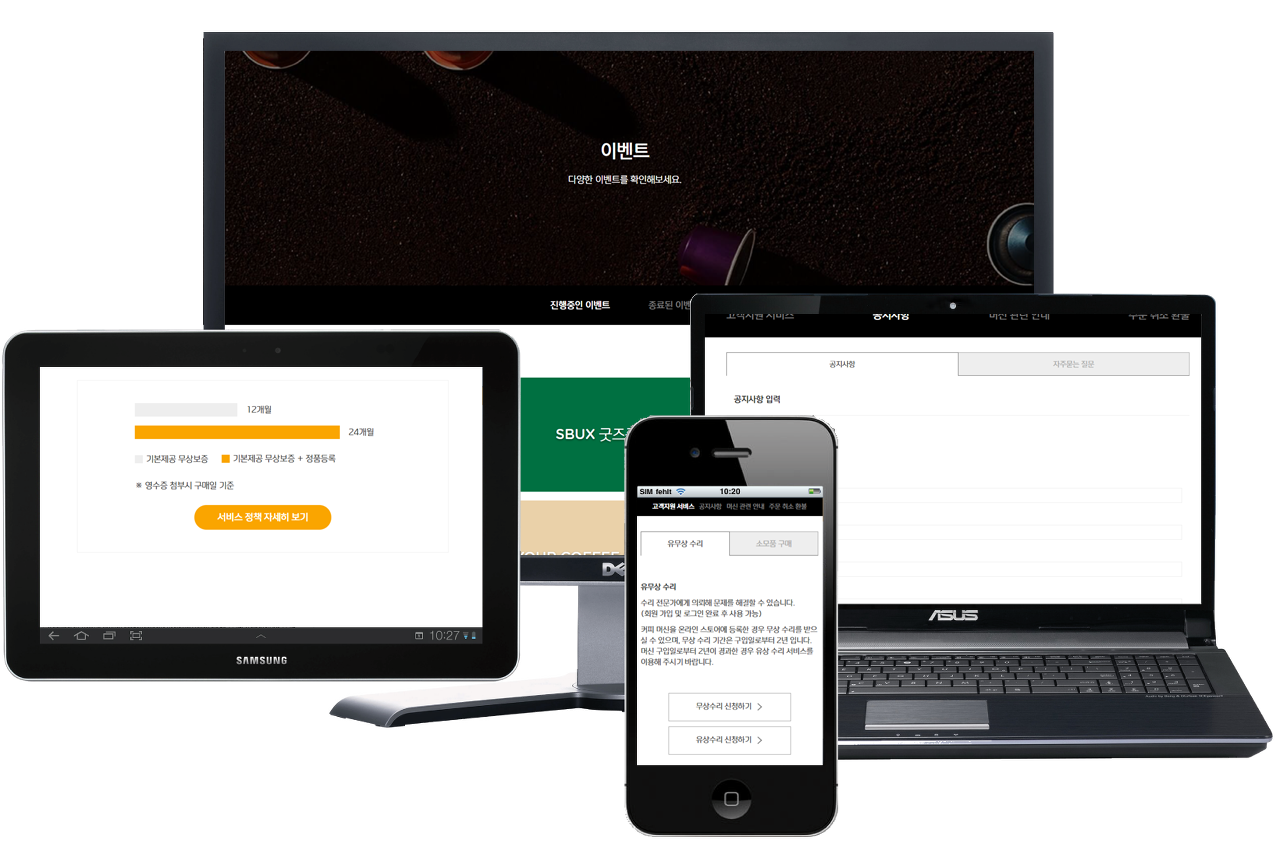 이벤트
다양한 이벤트를 확인해보세요.
진행중인 이벤트 종료된 이벤
SBUX 굿즈
YOUR COFFEE
DELL
12개월
24개월
기본제공 무상보증 기본제공 무상보증 + 정품등록
※ 영수증 첨부시 구매일 기준
서비스 정책 자세히 보기
10:27
SAMSUNG
고객지원 서비스 공지사항 머신 관련 안내 주문 취소 환불
공지사항 자주묻는 질문
공지사항 입력
ASUS
SIM fehlt 10:20
고객지원 서비스 공지사항 머신 관련 안내 주문 취소 환불
유무상 수리 소모품 구매
유무상 수리
수리 전문가에게 의뢰해 문제를 해결할 수 있습니다.
(회원 가입 및 로그인 완료 후 사용 가능)
커피 머신을 온라인 스토어에 등록한 경우 무상 수리를 받으
실 수 있으며, 무상 수리 기간은 구입일로부터 2년 입니다.
머신 구입일로부터 2년이 경과한 경우 유상 수리 서비스를
이용해 주시기 바랍니다.
무상수리 신청하기
유상수리 신청하기